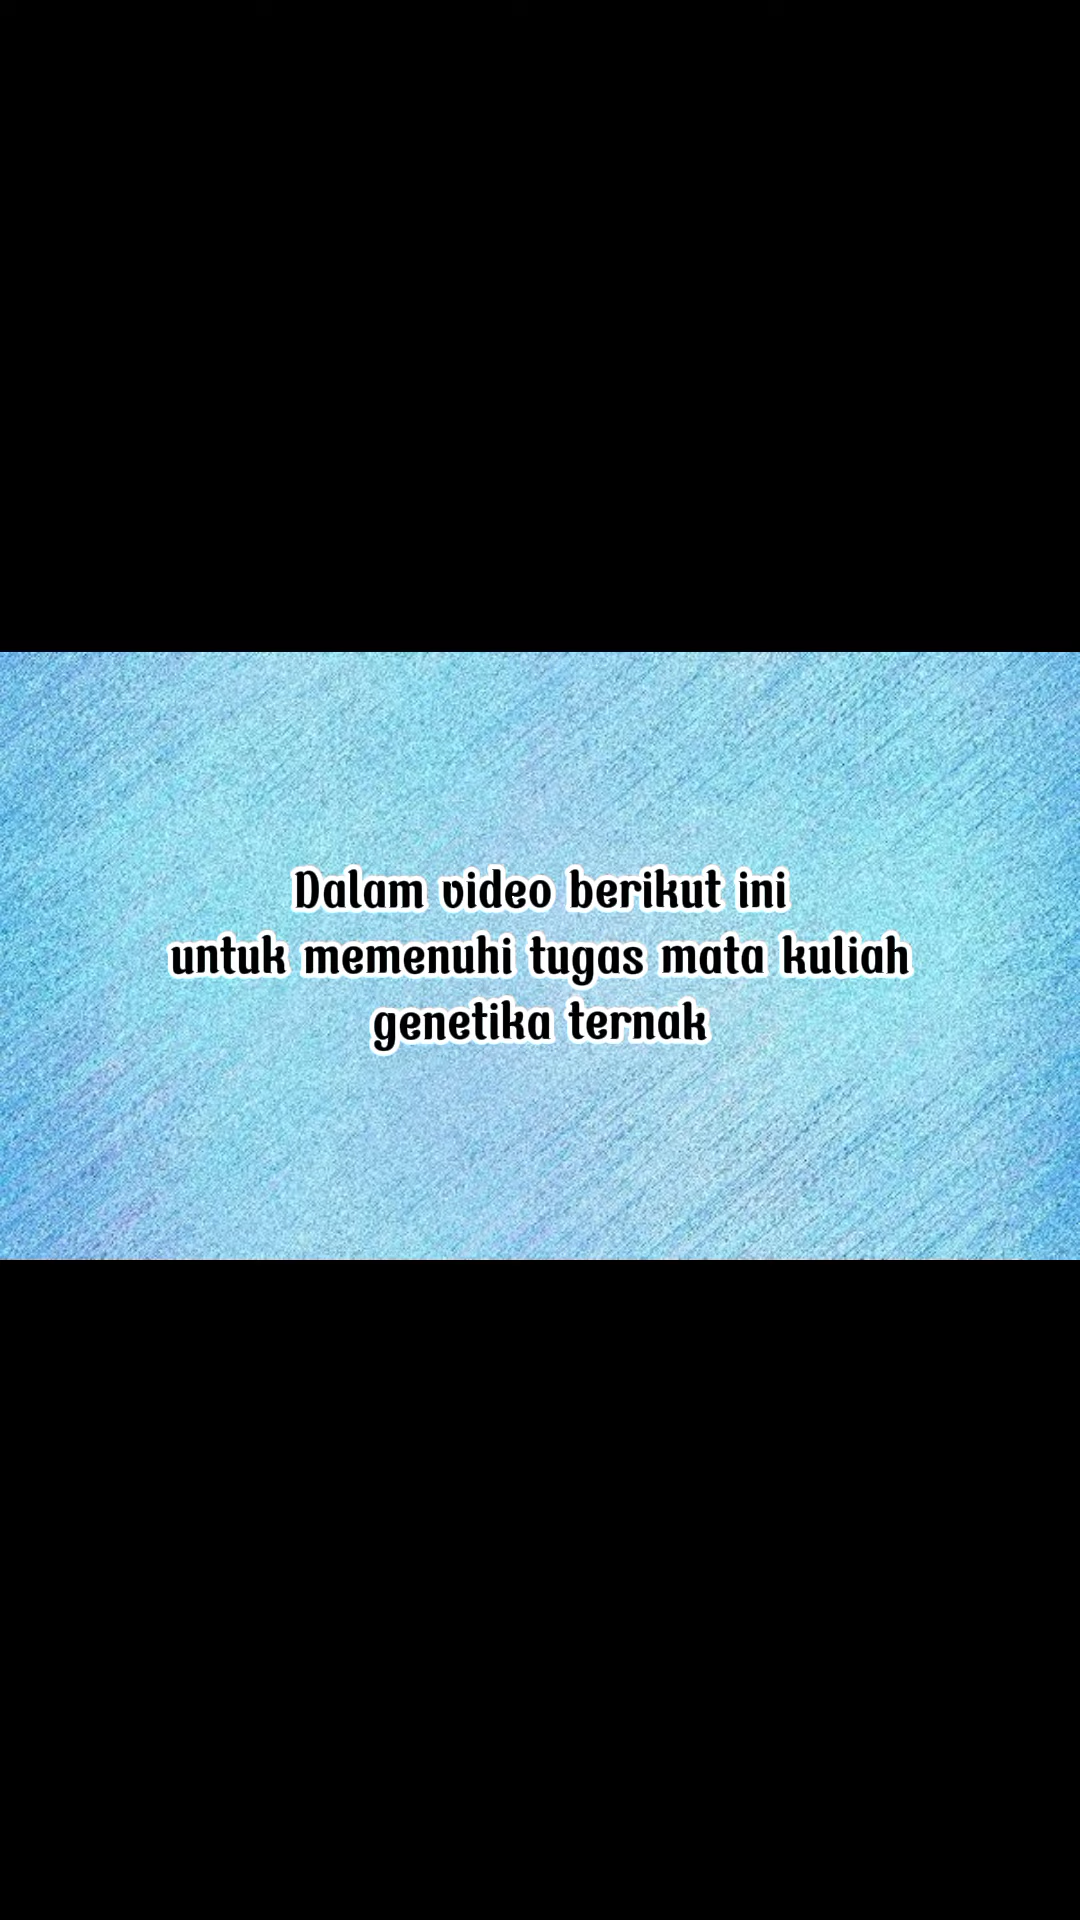 Dalam video berikut ini
untuk memenuhi tugas mata kuliah
genetika ternak